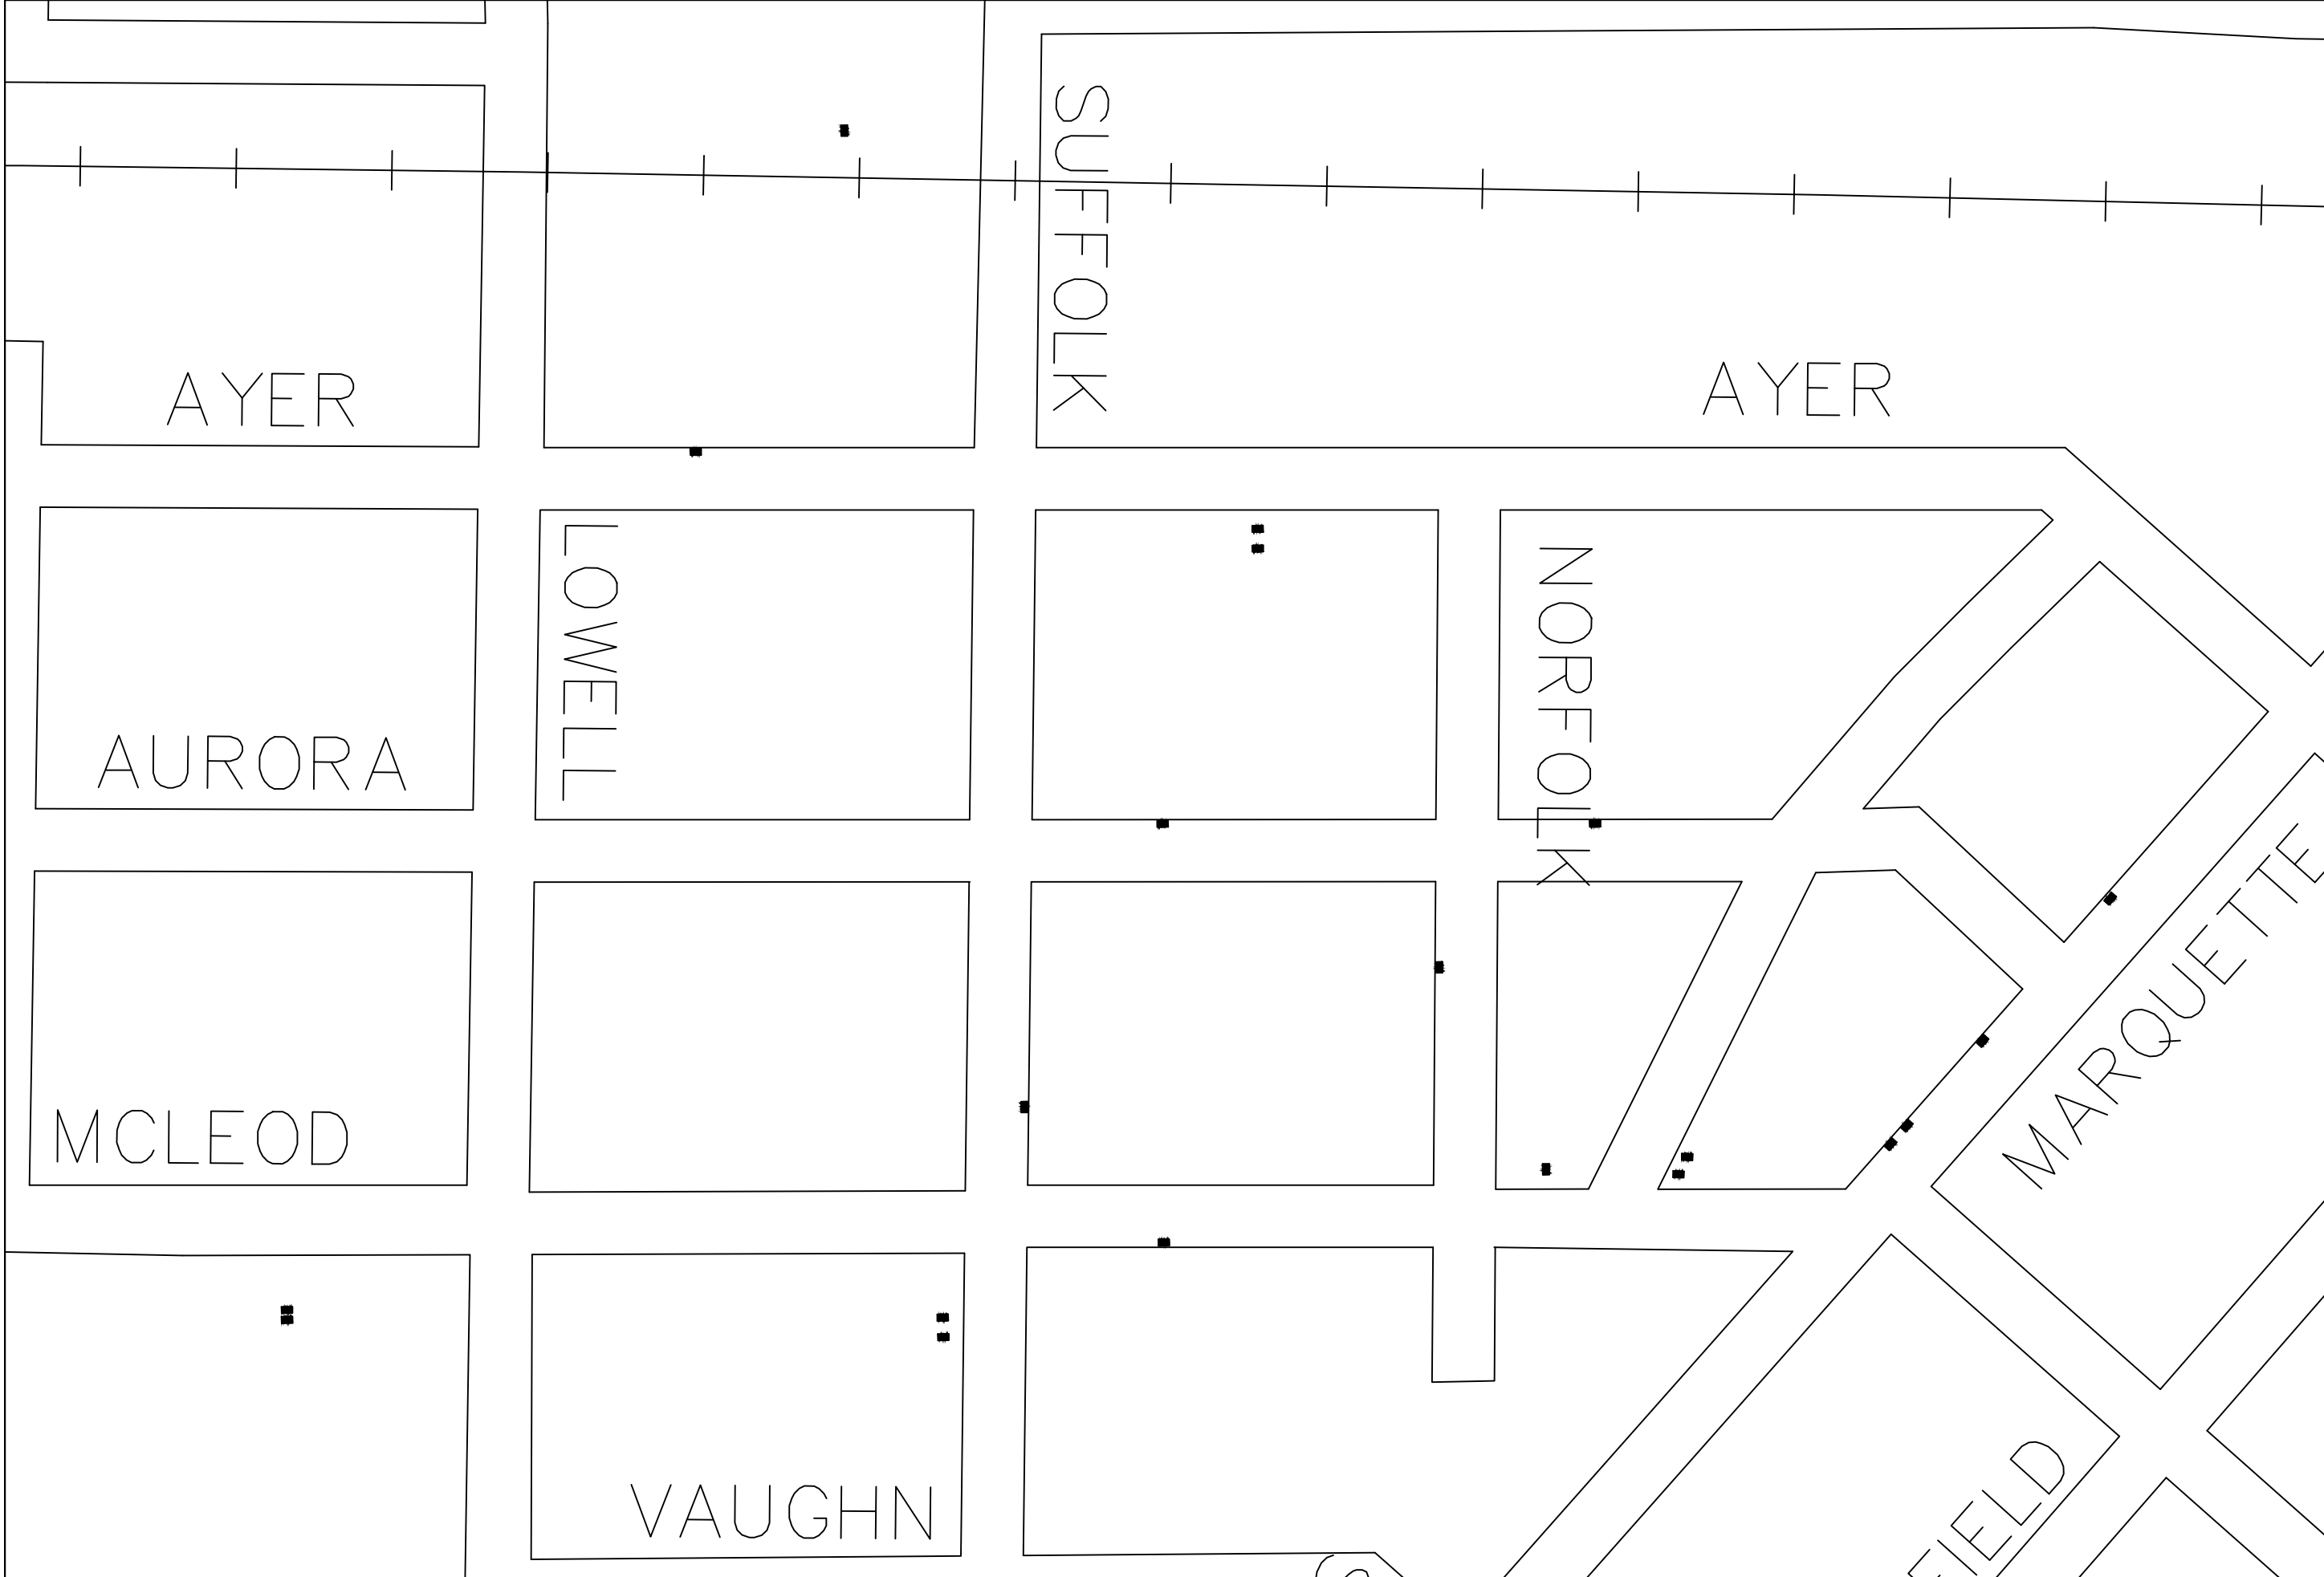 SUFFOLK
AYER
AYER
LOWELL
NORFOLK
AURORA
MARQUETTE
MCLEOD
VAUGHN